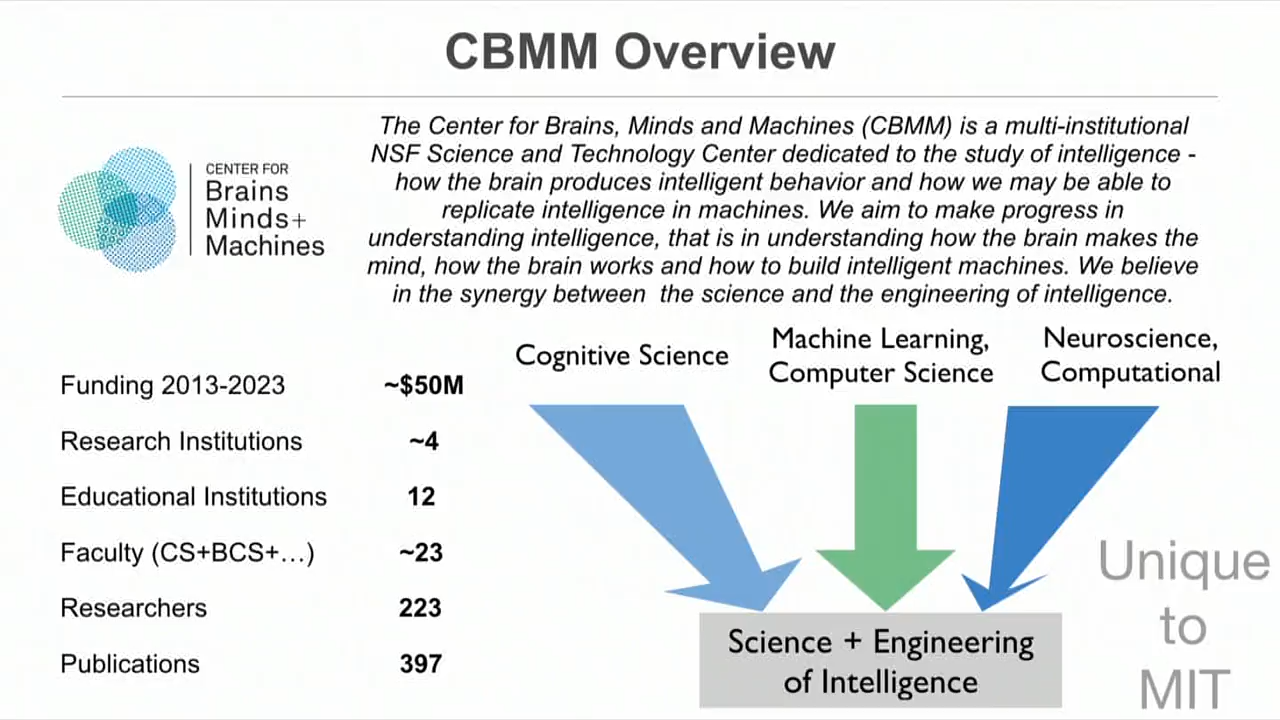 CBMM Overview
CENTER FOR
Brains
Minds+
Machines
The Center for Brains, Minds and Machines (CBMM) is a multi-institutional
NSF Science and Technology Center dedicated to the study of intelligence -
how the brain produces intelligent behavior and how we may be able to
replicate intelligence in machines. We aim to make progress in
understanding intelligence, that is in understanding how the brain makes the
mind, how the brain works and how to build intelligent machines. We believe
in the synergy between the science and the engineering of intelligence.
Funding 2013-2023 ~$50M
Research Institutions ~4
Educational Institutions 12
Faculty (CS+BCS+…) ~23
Researchers 223
Publications 397
Cognitive Science
Machine Learning,
Computer Science
Neuroscience,
Computational
Science + Engineering
of Intelligence
Unique
to
MIT